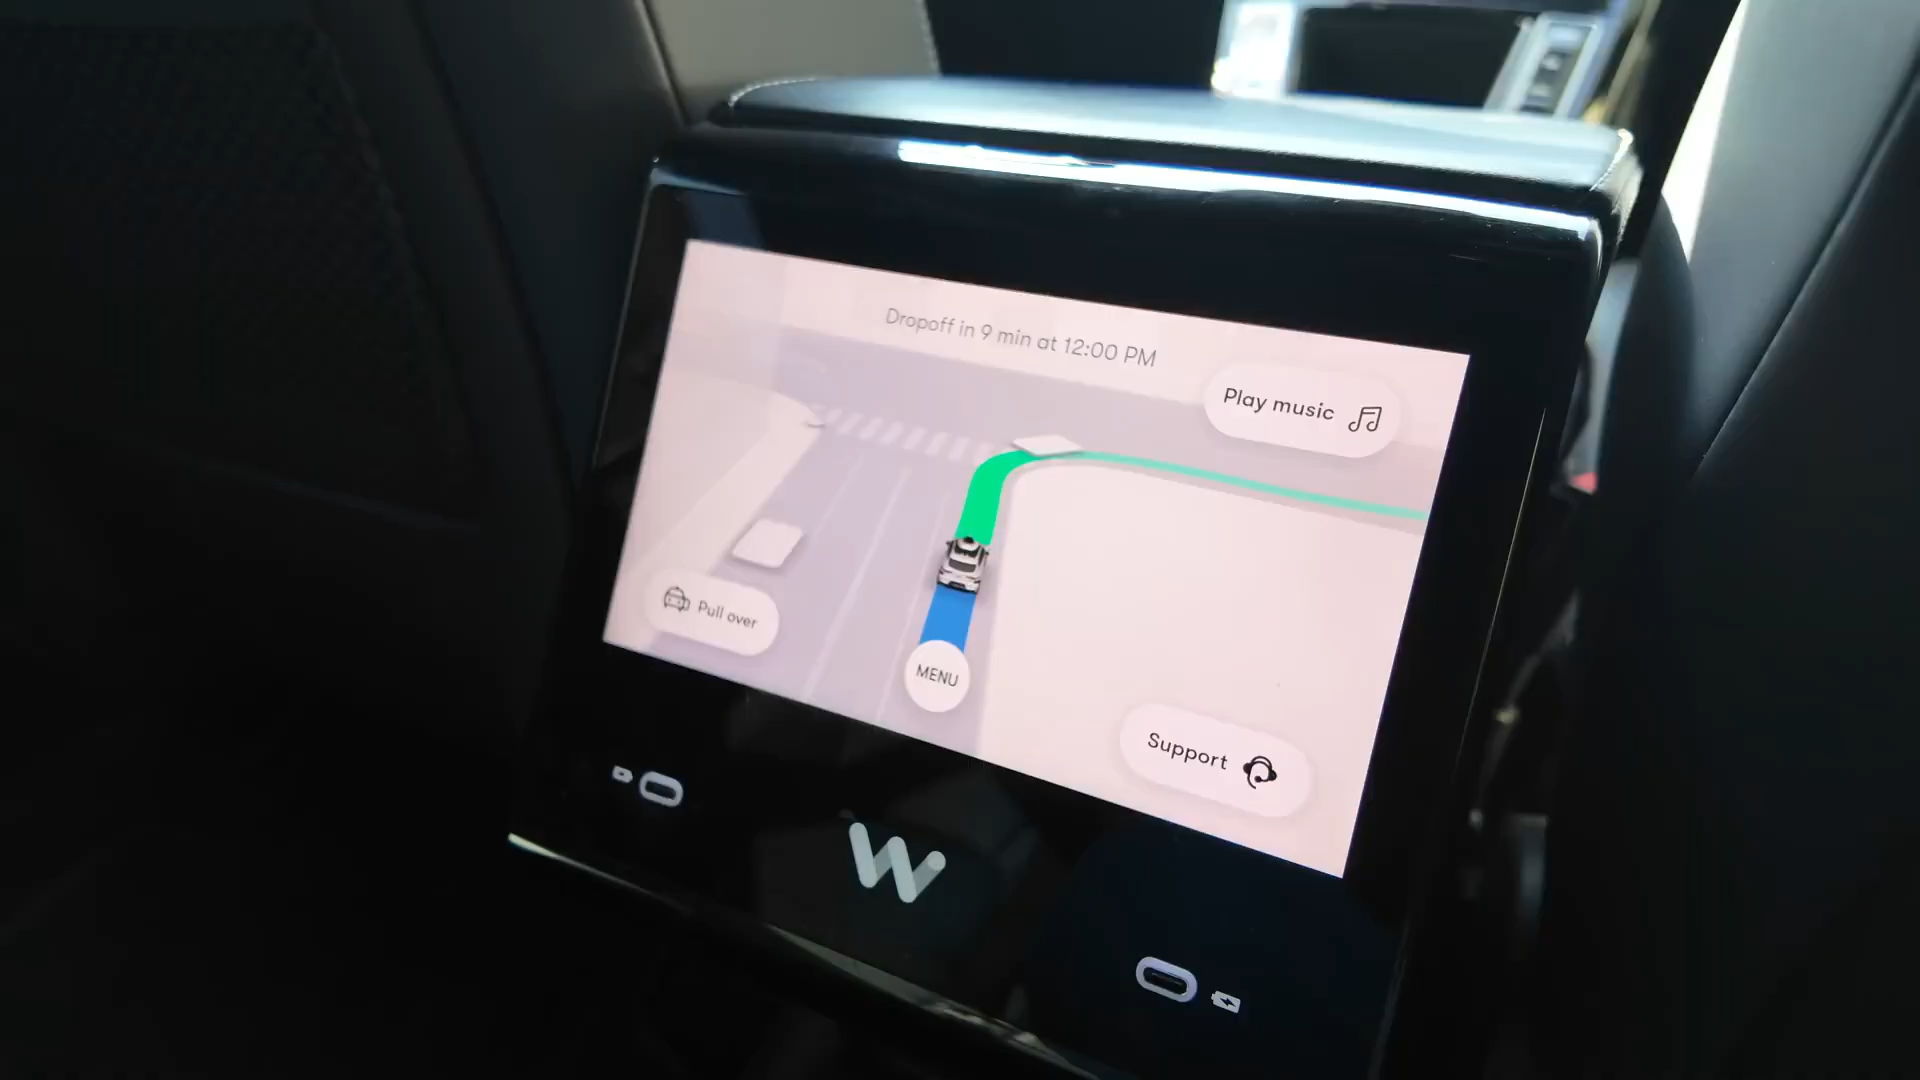 Dropoff in 9 min at 12:00 PM
Play music
Pull over
MENU
Support
W